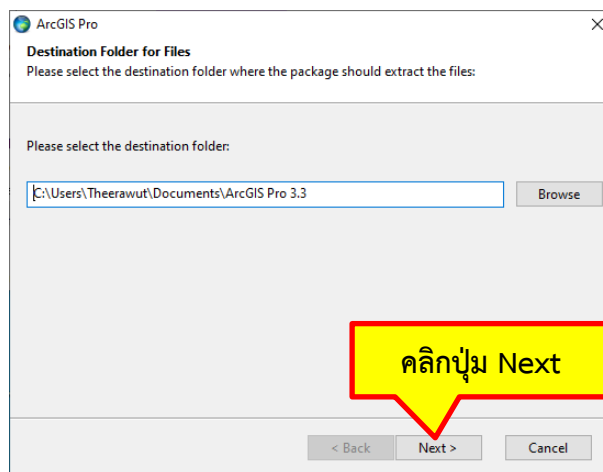 ArcGIS Pro
Destination Folder for Files
Please select the destination folder where the package should extract the files:
Please select the destination folder:
C:\Users\Theerawut\Documents\ArcGIS Pro 3.3
Browse
คลิกปุ่ม Next
< Back
Next >
Cancel